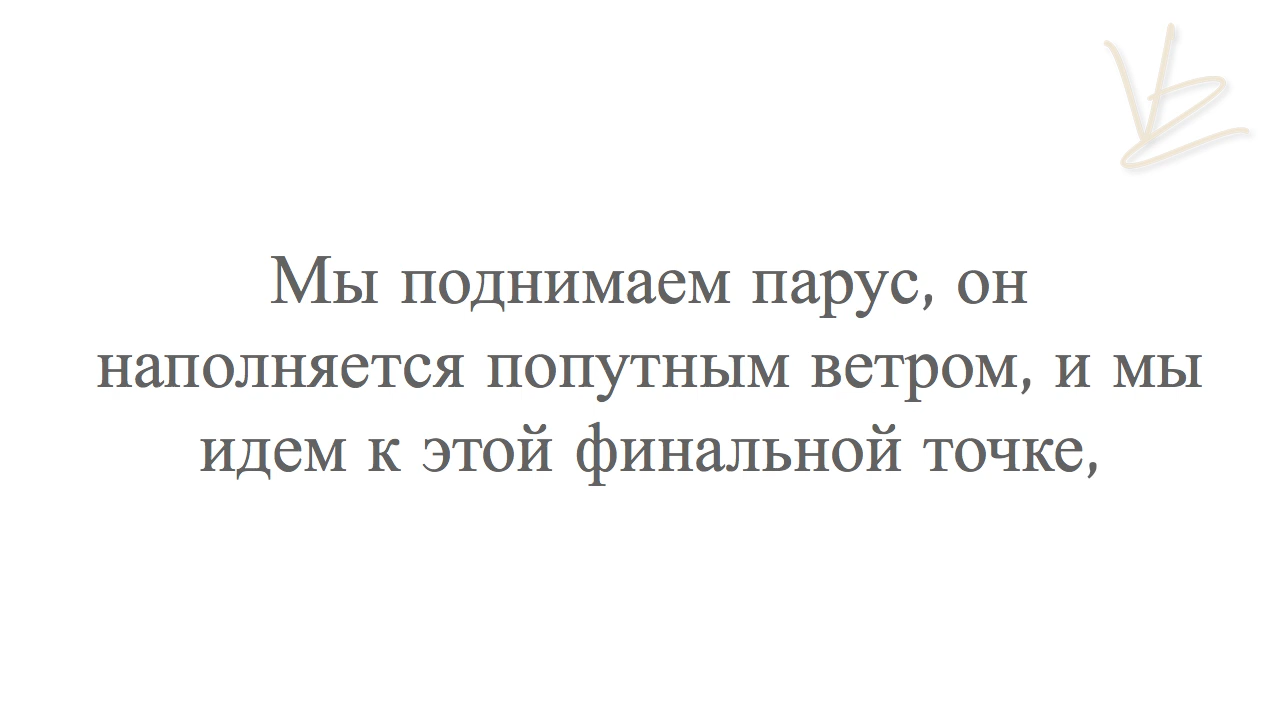 Мы поднимаем парус, он
наполняется попутным ветром, и мы
идем к этой финальной точке,